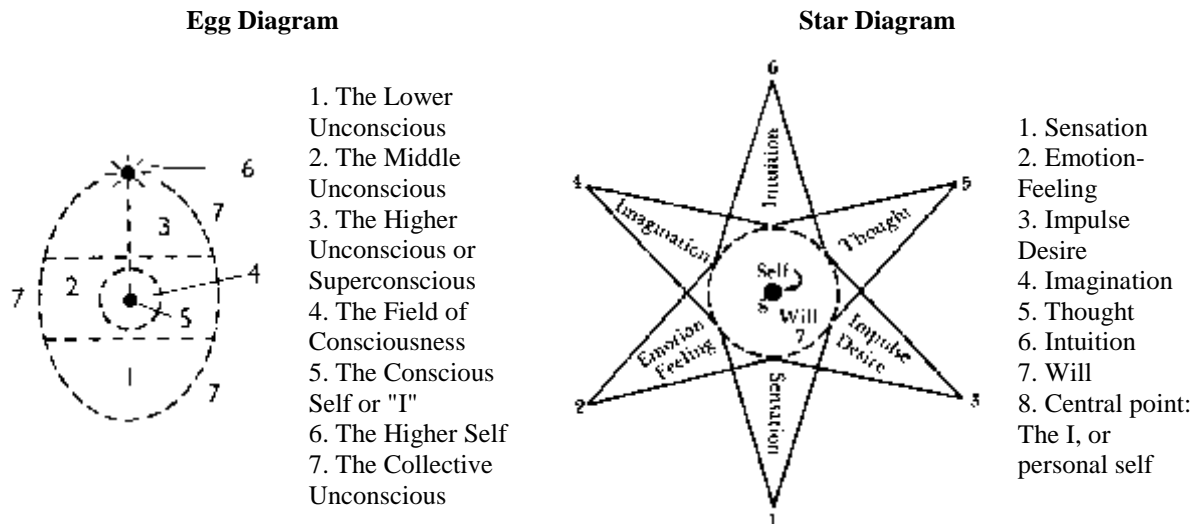 Egg Diagram
6
7
3
4
2
7
5
1
7
1. The Lower
Unconscious
2. The Middle
Unconscious
3. The Higher
Unconscious or
Superconscious
4. The Field of
Consciousness
5. The Conscious
Self or "I"
6. The Higher Self
7. The Collective
Unconscious
Star Diagram
6
4
5
Intuition
Imagination
Thought
Self
8
Will
7
Emotion
Feeling
Impulse
Desire
Sensation
2
3
1
1. Sensation
2. Emotion-
Feeling
3. Impulse
Desire
4. Imagination
5. Thought
6. Intuition
7. Will
8. Central point:
The I, or
personal self